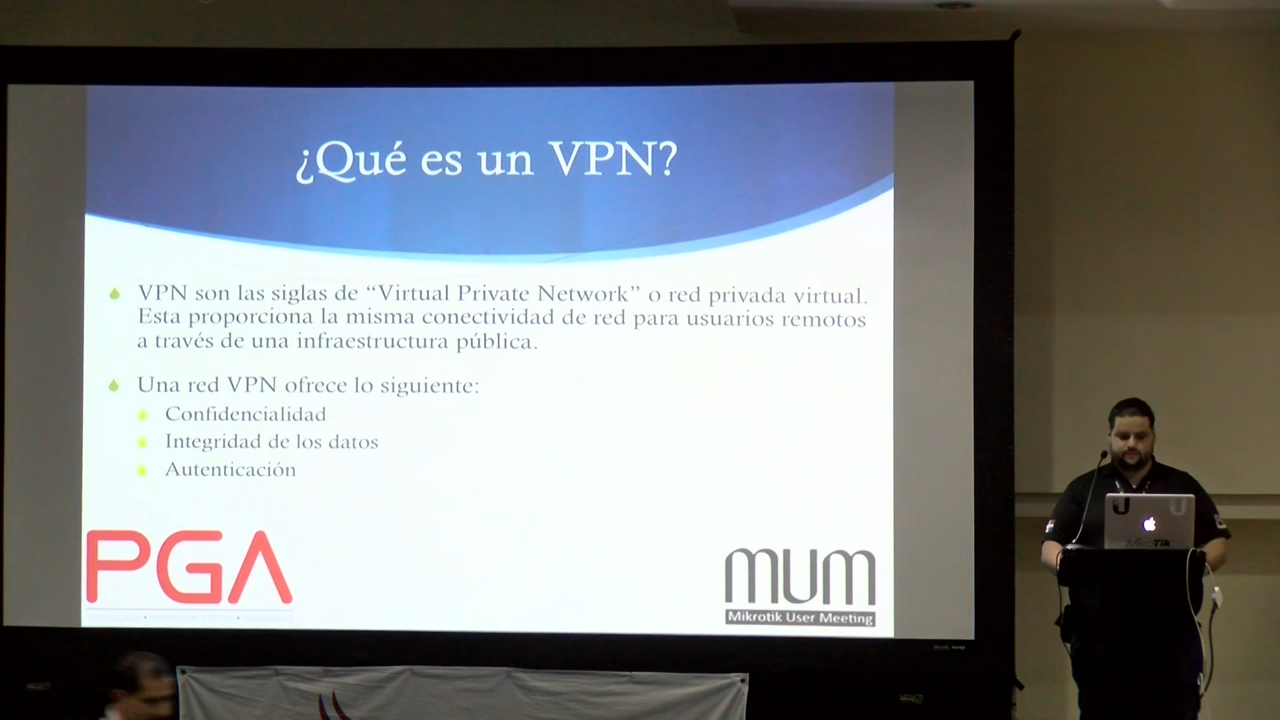 ¿Qué es un VPN?
VPN son las siglas de “Virtual Private Network” o red privada virtual.
Esta proporciona la misma conectividad de red para usuarios remotos
a través de una infraestructura pública.
Una red VPN ofrece lo siguiente:
Confidencialidad
Integridad de los datos
Autenticación
PGA
mum
Mikrotik User Meeting
MikroTik